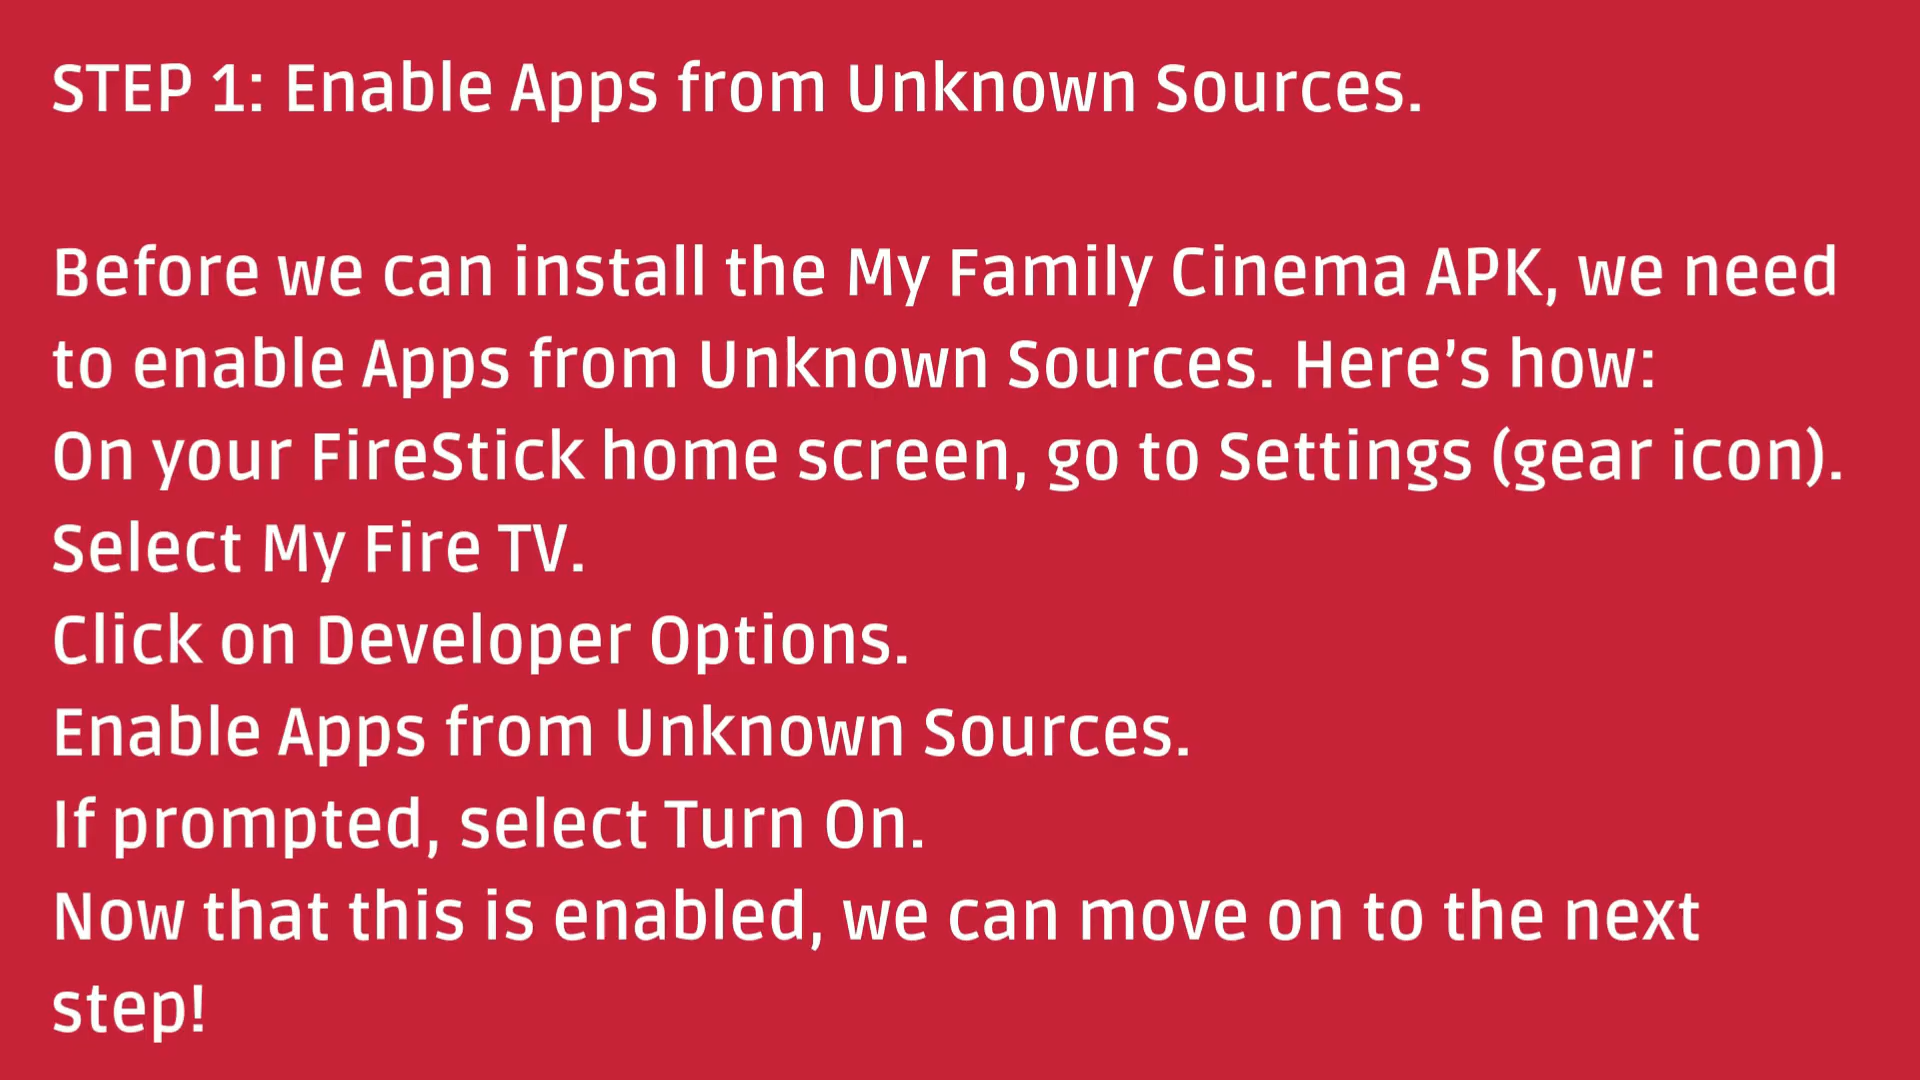 STEP 1: Enable Apps from Unknown Sources.
Before we can install the My Family Cinema APK, we need
to enable Apps from Unknown Sources. Here’s how:
On your FireStick home screen, go to Settings (gear icon).
Select My Fire TV.
Click on Developer Options.
Enable Apps from Unknown Sources.
If prompted, select Turn On.
Now that this is enabled, we can move on to the next
step!